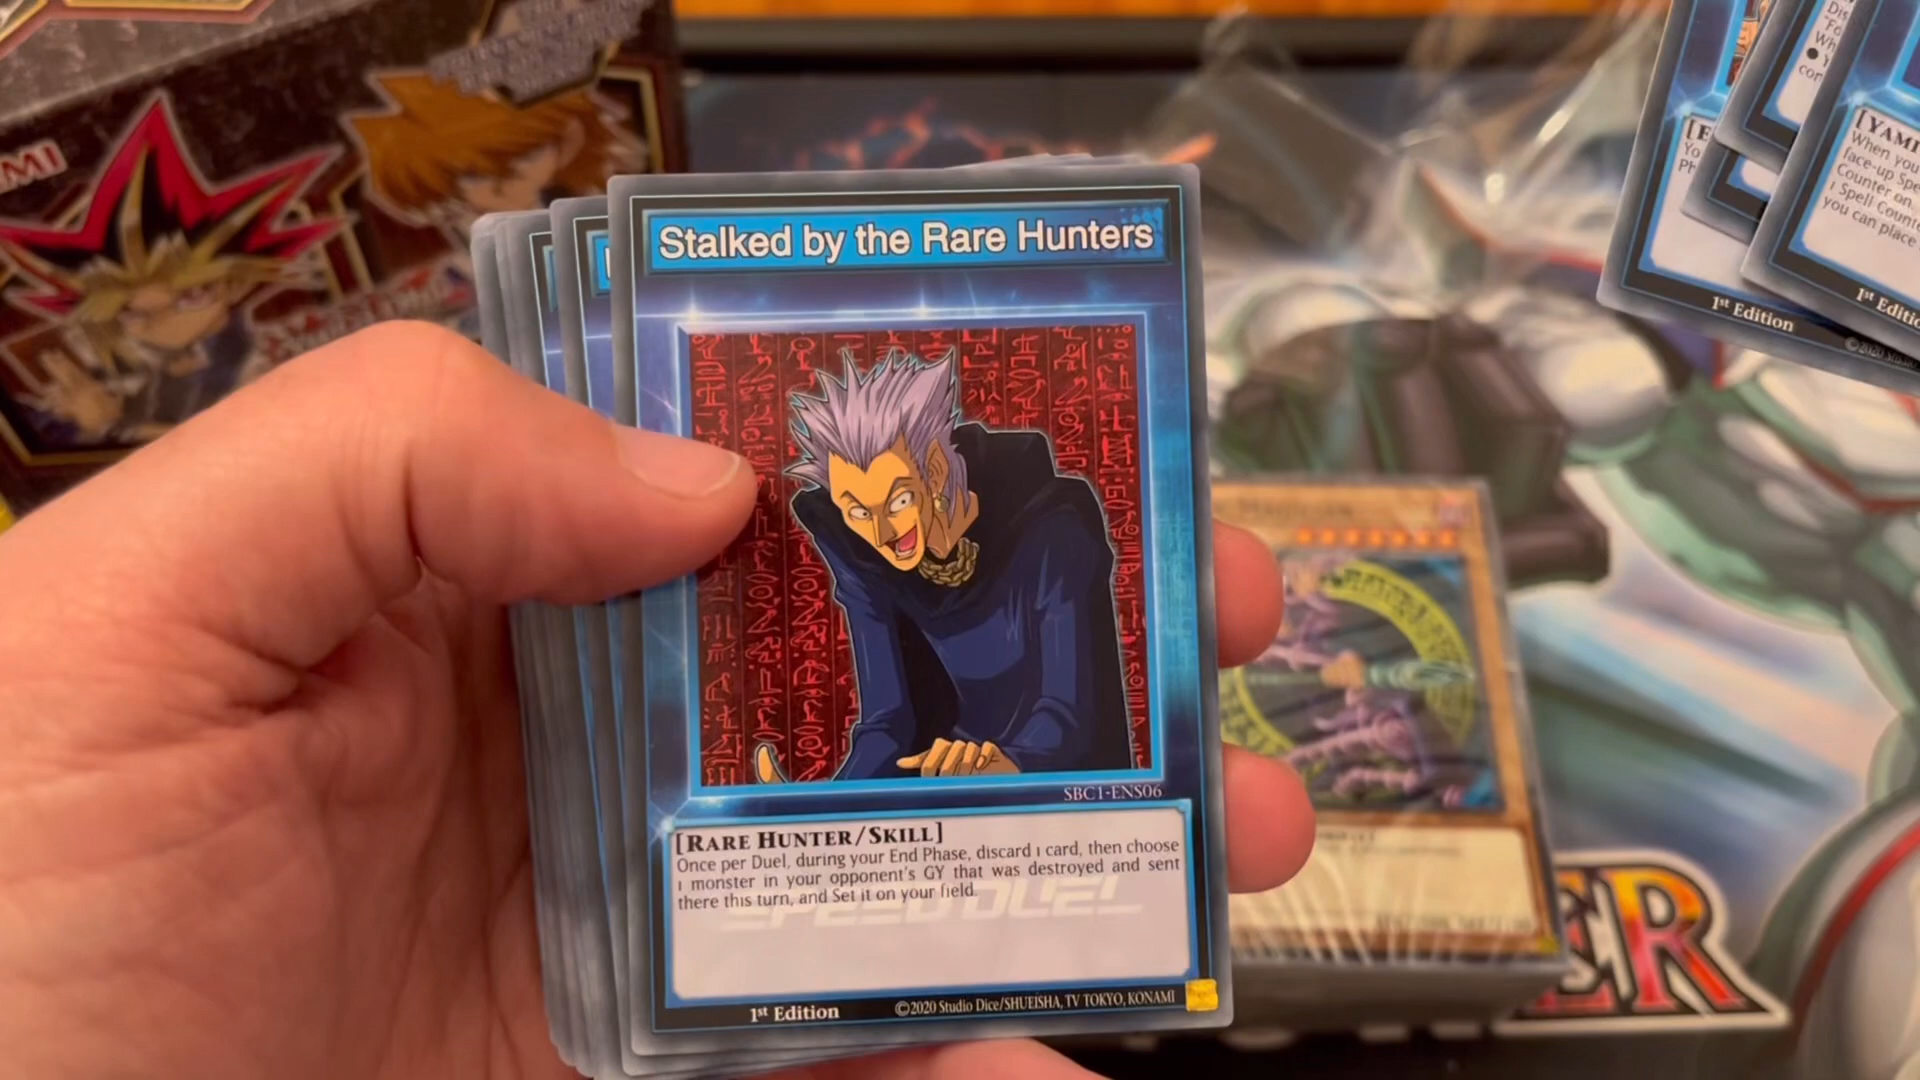 Stalked by the Rare Hunters
SBC1-ENS06
[RARE HUNTER/SKILL]
Once per Duel, during your End Phase, discard 1 card, then choose
1 monster in your opponent's GY that was destroyed and sent
there this turn, and Set it on your field.
SPEED DUEL
1st Edition
©2020 Studio Dice/SHUEISHA, TV TOKYO, KONAMI
[YAMI
When you
face-up Spe
Counter on
1 Spell Counte
you can place
1st Edition
1st Editio
©2020
ER